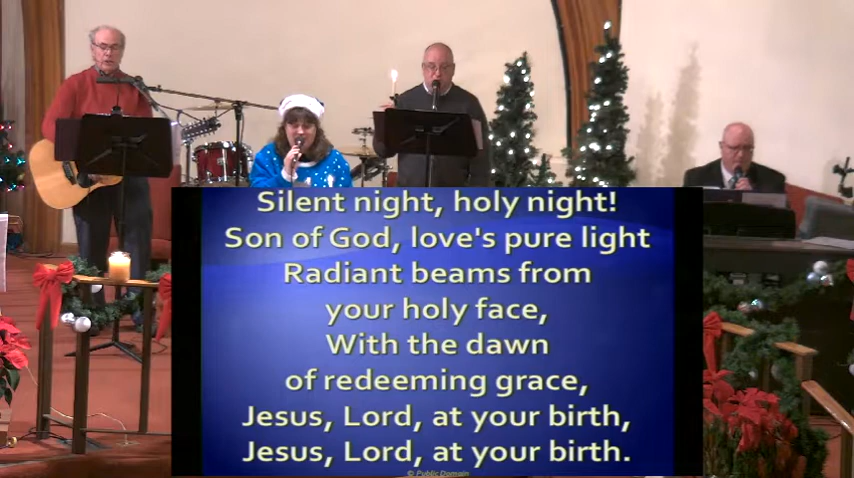 Silent night, holy night!
Son of God, love's pure light
Radiant beams from
your holy face,
With the dawn
of redeeming grace,
Jesus, Lord, at your birth,
Jesus, Lord, at your birth.
© Public Domain